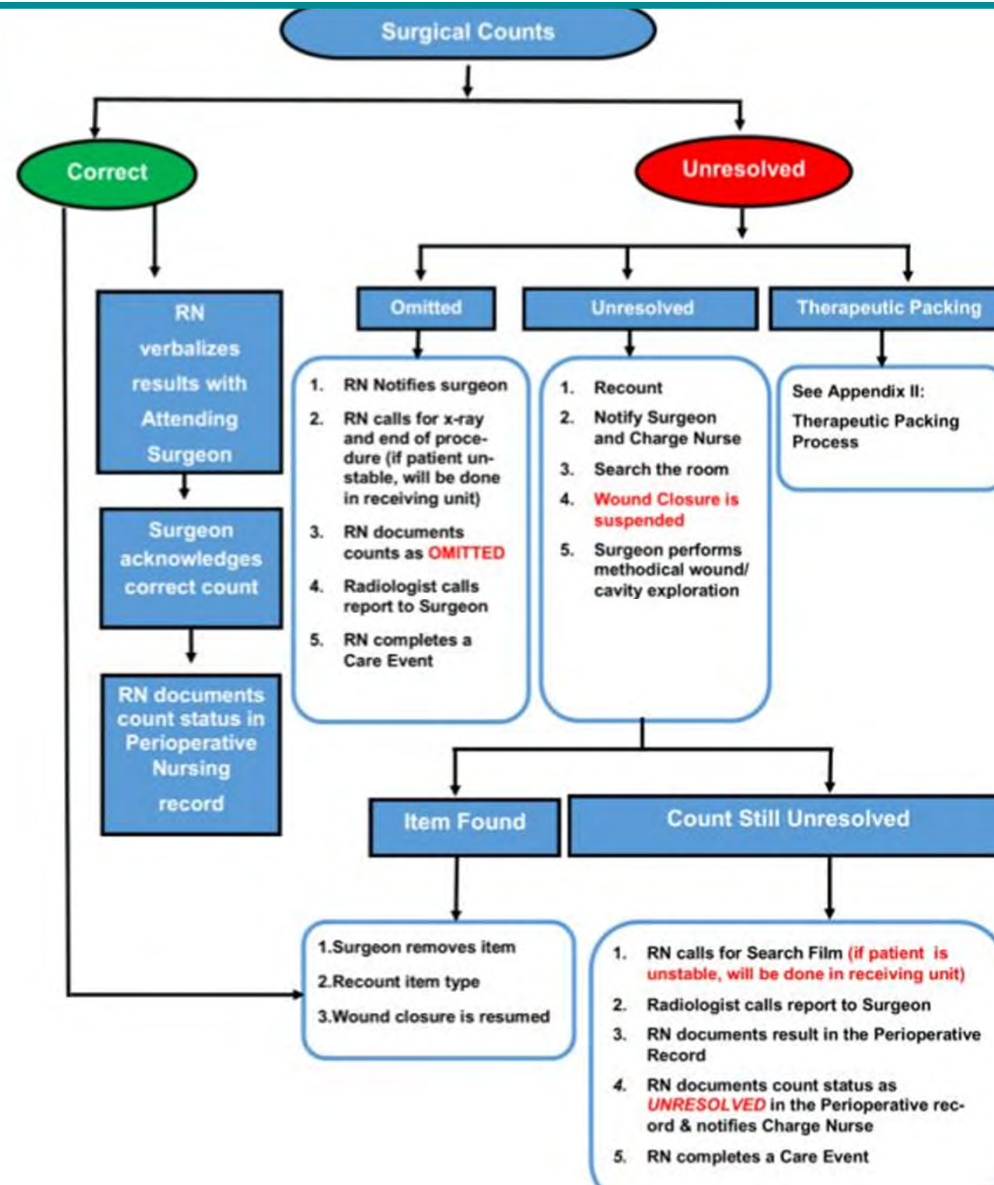 Surgical Counts
Correct
Unresolved
RN
verbalizes
results with
Attending
Surgeon
Surgeon
acknowledges
correct count
RN documents
count status in
Perioperative
Nursing
record
Omitted
1. RN Notifies surgeon
2. RN calls for x-ray
and end of proce-
dure (if patient un-
stable, will be done
in receiving unit)
3. RN documents
counts as OMITTED
4. Radiologist calls
report to Surgeon
5. RN completes a
Care Event
Unresolved
1. Recount
2. Notify Surgeon
and Charge Nurse
3. Search the room
4. Wound Closure is
suspended
5. Surgeon performs
methodical wound/
cavity exploration
Therapeutic Packing
See Appendix II:
Therapeutic Packing
Process
Item Found
1.Surgeon removes item
2.Recount item type
3.Wound closure is resumed
Count Still Unresolved
1. RN calls for Search Film (if patient is
unstable, will be done in receiving unit)
2. Radiologist calls report to Surgeon
3. RN documents result in the Perioperative
Record
4. RN documents count status as
UNRESOLVED in the Perioperative rec-
ord & notifies Charge Nurse
5. RN completes a Care Event